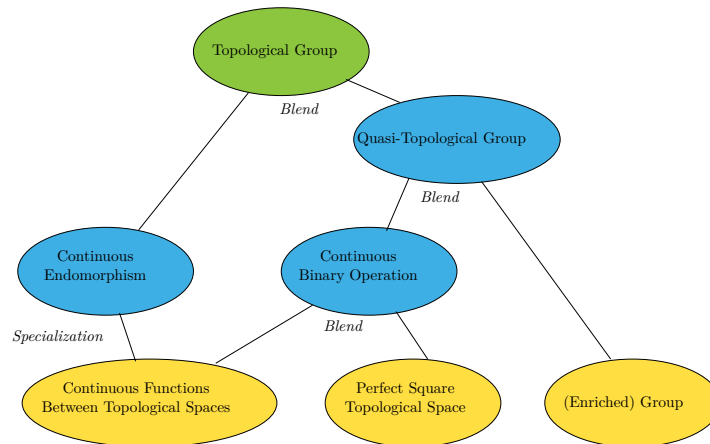 Topological Group
Blend
Quasi-Topological Group
Blend
Continuous
Endomorphism
Continuous
Binary Operation
Specialization
Blend
Continuous Functions
Between Topological Spaces
Perfect Square
Topological Space
(Enriched) Group